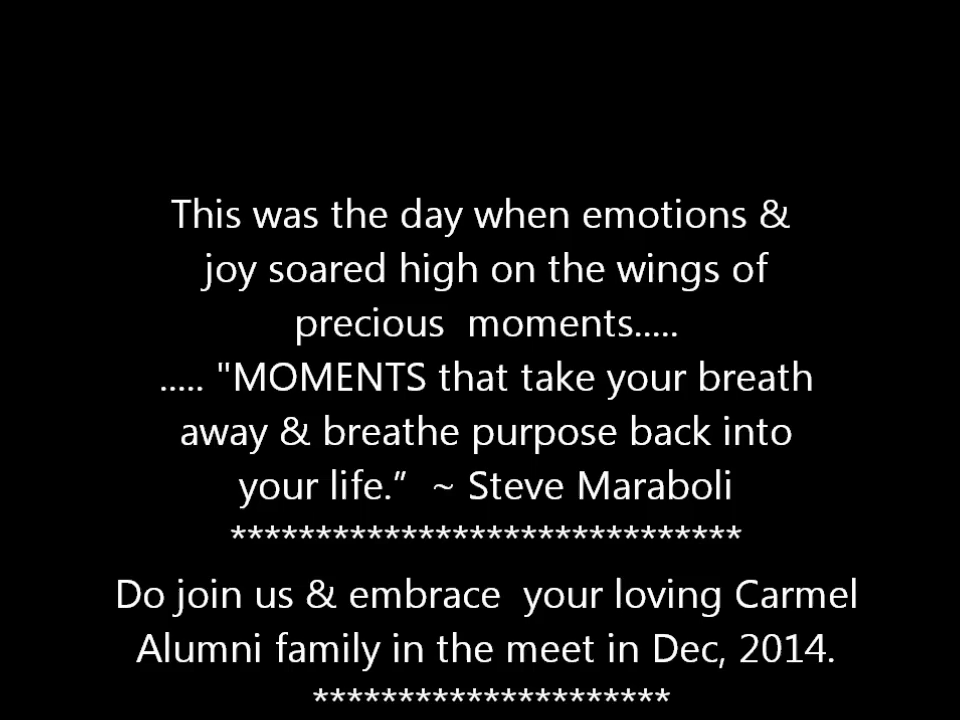 This was the day when emotions &
joy soared high on the wings of
precious  moments.....
..... "MOMENTS that take your breath
away & breathe purpose back into
your life.”  ~ Steve Maraboli
******************************
Do join us & embrace  your loving Carmel
Alumni family in the meet in Dec, 2014.
*********************